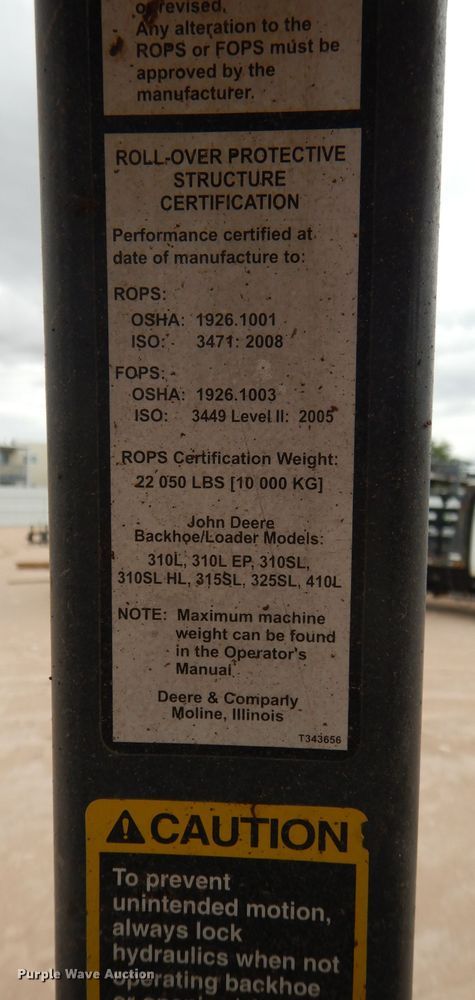 or revised.
Any alteration to the
ROPS or FOPS must be
approved by the
manufacturer.
ROLL-OVER PROTECTIVE
STRUCTURE
CERTIFICATION
Performance certified at
date of manufacture to:
ROPS:
OSHA: 1926.1001
ISO: 3471: 2008
FOPS:
OSHA: 1926.1003
ISO: 3449 Level II: 2005
ROPS Certification Weight:
22 050 LBS [10 000 KG]
John Deere
Backhoe/Loader Models:
310L, 310L EP, 310SL,
310SL HL, 315SL, 325SL, 410L
NOTE: Maximum machine
weight can be found
in the Operator's
Manual.
Deere & Company
Moline, Illinois
T343656
CAUTION
To prevent
unintended motion,
always lock
hydraulics when not
operating backhoe
Purple Wave Auction